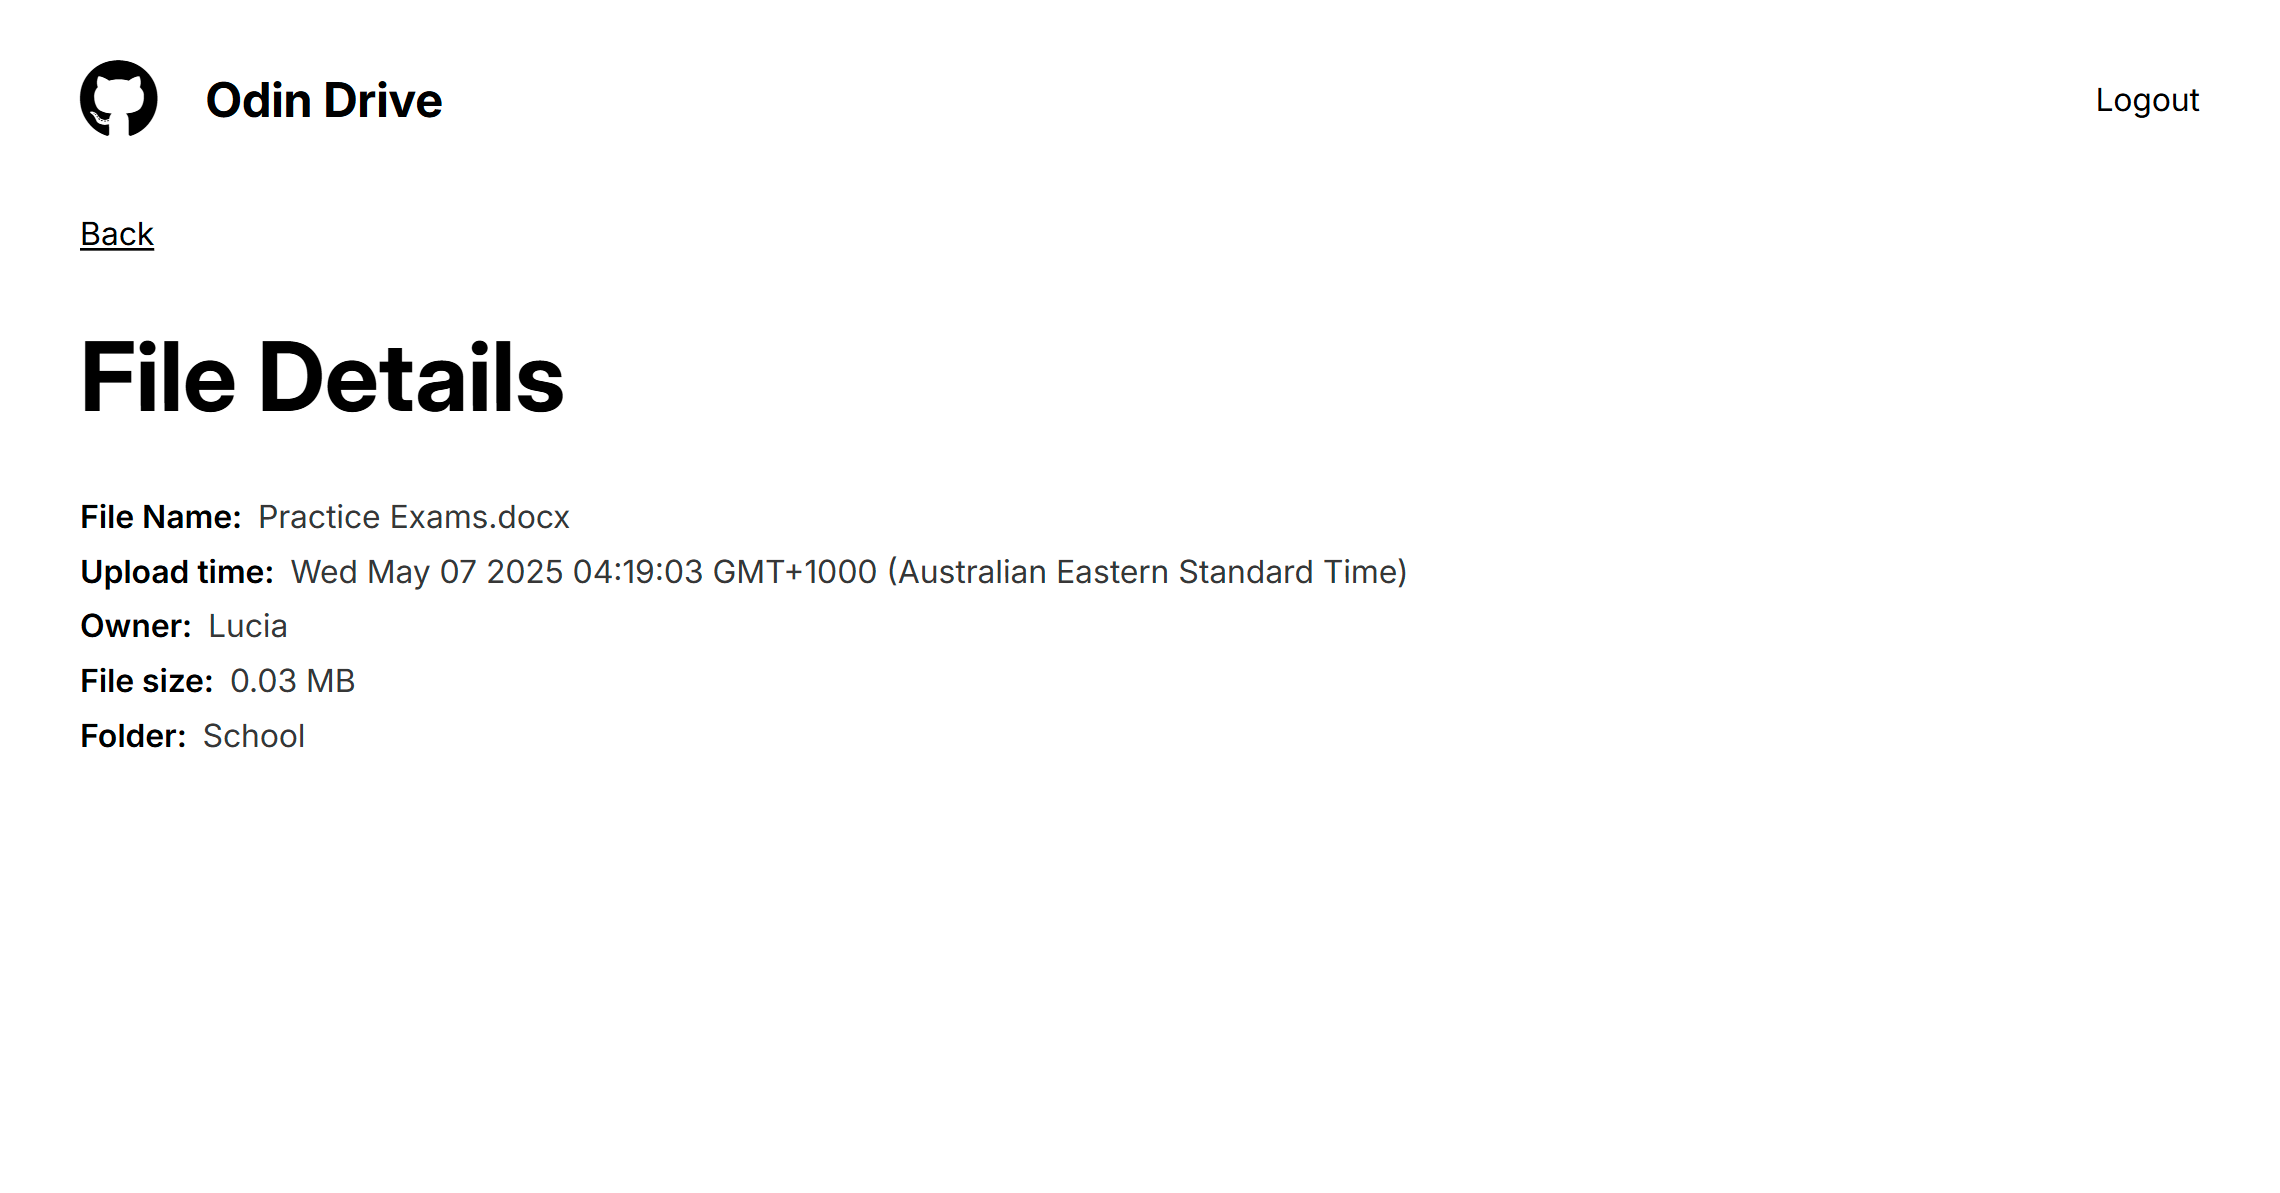 Odin Drive
Logout
Back
File Details
File Name: Practice Exams.docx
Upload time: Wed May 07 2025 04:19:03 GMT+1000 (Australian Eastern Standard Time)
Owner: Lucia
File size: 0.03 MB
Folder: School